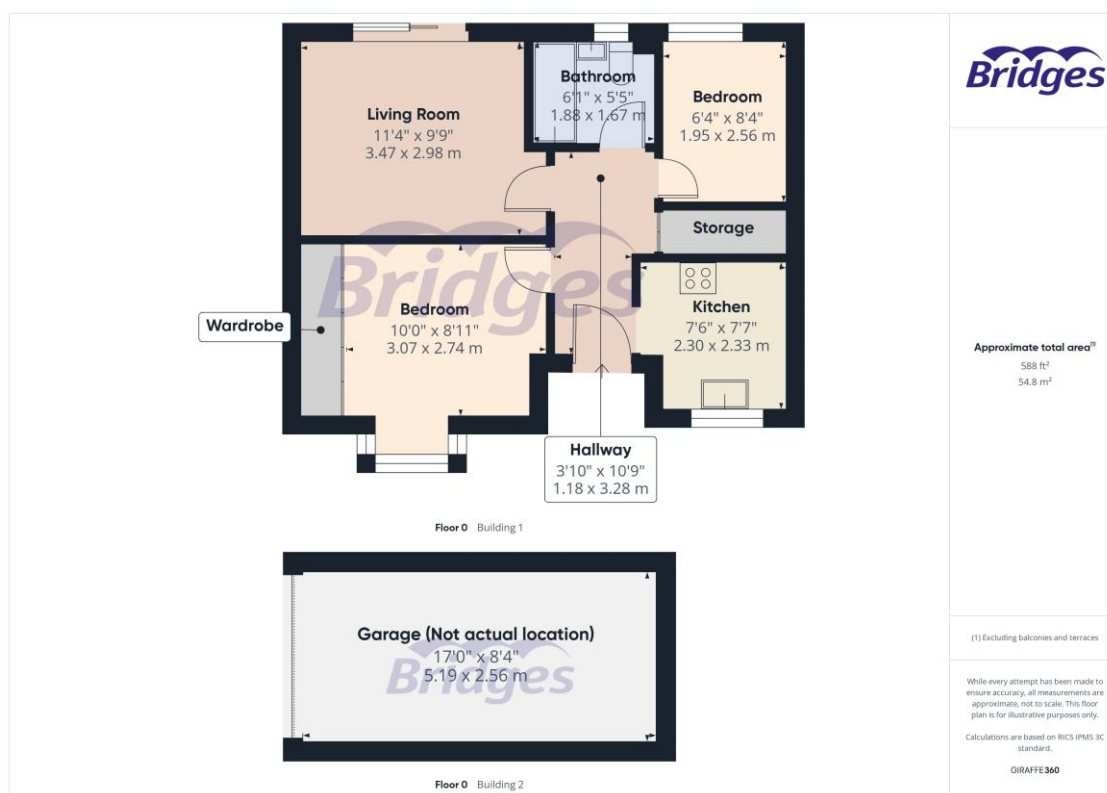 Bridges
Living Room
11'4" x 9'9"
3.47 x 2.98 m
Bathroom
6'1" x 5'5"
1.88 x 1.67 m
Bedroom
6'4" x 8'4"
1.95 x 2.56 m
Storage
Bridges
Wardrobe
Bedroom
10'0" x 8'11"
3.07 x 2.74 m
Kitchen
7'6" x 7'7"
2.30 x 2.33 m
Hallway
3'10" x 10'9"
1.18 x 3.28 m
Floor 0 Building 1
Garage (Not actual location)
17'0" x 8'4"
5.19 x 2.56 m
Bridges
Floor 0 Building 2
Approximate total area(1)
588 ft²
54.8 m²
(1) Excluding balconies and terraces
While every attempt has been made to
ensure accuracy, all measurements are
approximate, not to scale. This floor
plan is for illustrative purposes only.
Calculations are based on RICS IPMS 3C
standard.
GIRAFFE360